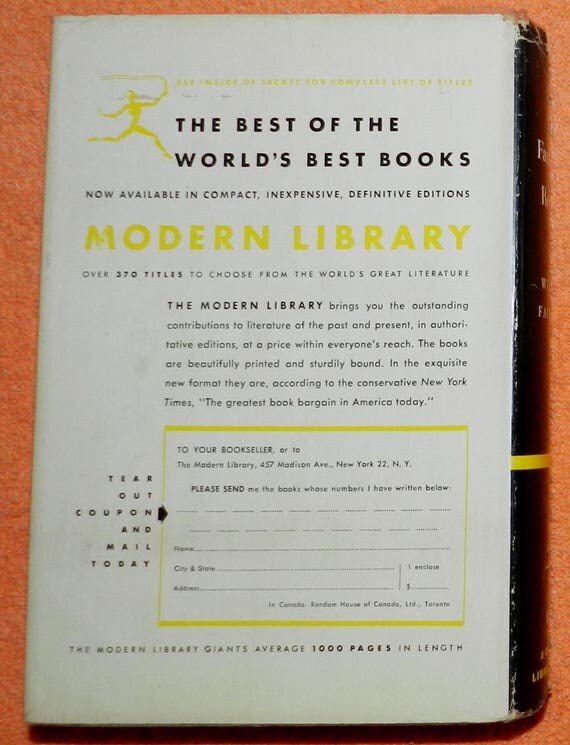 SEE INSIDE OF JACKET FOR COMPLETE LIST OF TITLES
THE BEST OF THE
WORLD'S BEST BOOKS
NOW AVAILABLE IN COMPACT, INEXPENSIVE, DEFINITIVE EDITIONS
MODERN LIBRARY
OVER 370 TITLES TO CHOOSE FROM THE WORLD'S GREAT LITERATURE
THE MODERN LIBRARY brings you the outstanding
contributions to literature of the past and present, in authori-
tative editions, at a price within everyone's reach. The books
are beautifully printed and sturdily bound. In the exquisite
new format they are, according to the conservative New York
Times, "The greatest book bargain in America today."
TEAR
OUT
COUPON
AND
MAIL
TODAY
TO YOUR BOOKSELLER, or to
The Modern Library, 457 Madison Ave., New York 22, N. Y.
PLEASE SEND me the books whose numbers I have written below:
Name
City & State
I enclose
Address
$
In Canada: Random House of Canada, Ltd., Toronto
THE MODERN LIBRARY GIANTS AVERAGE 1000 PAGES IN LENGTH